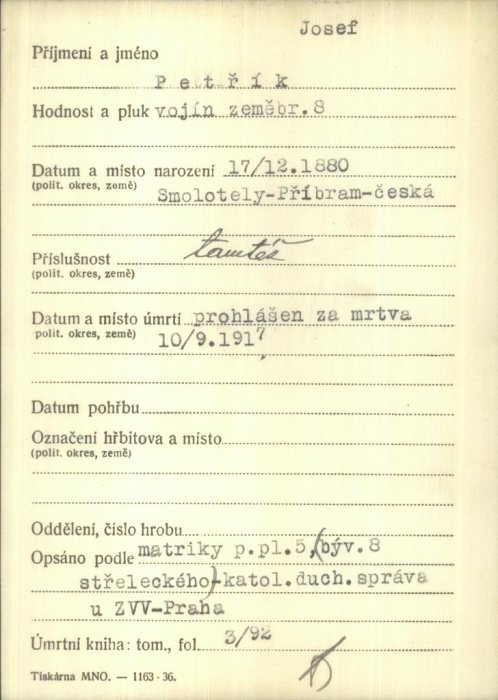 Josef
Příjmení a jméno
Petřík
Hodnost a pluk vojín zeměbr. 8
Datum a místo narození 17/12.1880
(polit. okres, země) Smolotely-Příbram-česká
Příslušnost tamtéž
(polit. okres, země)
Datum a místo úmrtí prohlášen za mrtva
polit. okres, země) 10/9.1917
Datum pohřbu
Označení hřbitova a místo
(polit. okres, země)
Oddělení, číslo hrobu
Opsáno podle matriky p.pl.5,(býv.8
střeleckého)-katol.duch.správa
u ZVV-Praha
Úmrtní kniha: tom., fol. 3/92
Tiskárna MNO. — 1163-36.